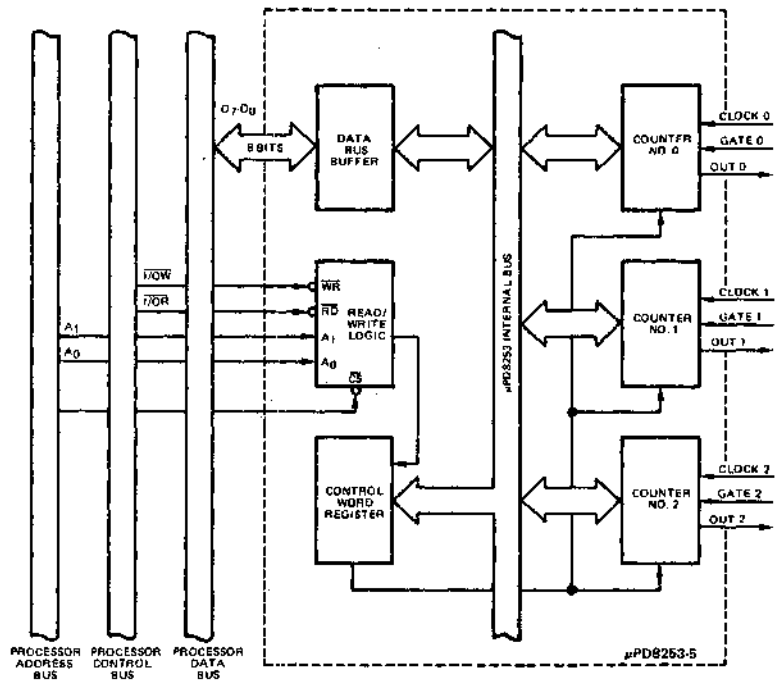 D7-D0
8 BITS
DATA
BUS
BUFFER
COUNTER
NO. 0
CLOCK 0
GATE 0
OUT 0
I/OW
I/OR
A1
A0
WR
RD
A1
A0
CS
READ/
WRITE
LOGIC
µPD8253 INTERNAL BUS
COUNTER
NO. 1
CLOCK 1
GATE 1
OUT 1
CONTROL
WORD
REGISTER
COUNTER
NO. 2
CLOCK 2
GATE 2
OUT 2
PROCESSOR
ADDRESS
BUS
PROCESSOR
CONTROL
BUS
PROCESSOR
DATA
BUS
µPD8253-5